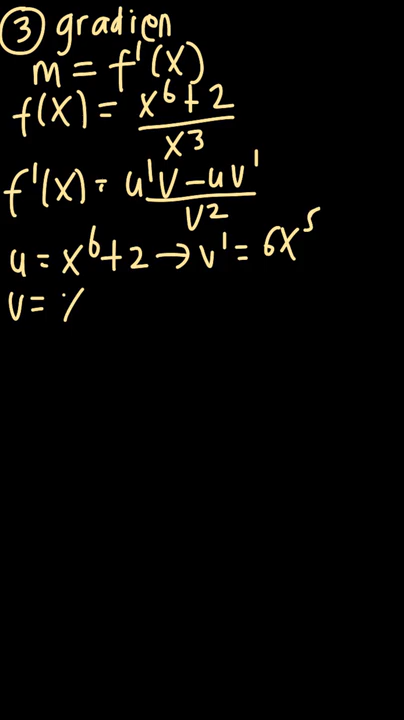 ③ gradien
m = f'(x)
f(x) = x⁶+2 / x³
f'(x) = u'v - uv' / v²
u = x⁶+2 → v' = 6x⁵
v =